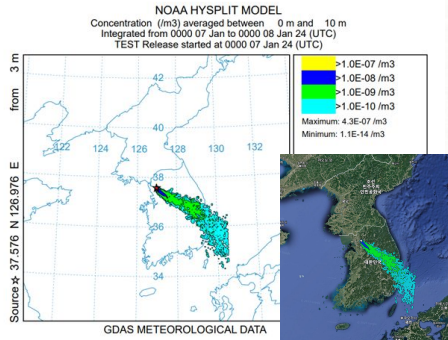 NOAA HYSPLIT MODEL
Concentration (/m3) averaged between 0 m and 10 m
Integrated from 0000 07 Jan to 0000 08 Jan 24 (UTC)
TEST Release started at 0000 07 Jan 24 (UTC)
>1.0E-07 /m3
>1.0E-08 /m3
>1.0E-09 /m3
>1.0E-10 /m3
Maximum: 4.3E-07 /m3
Minimum: 1.1E-14 /m3
Source ☆ 37.576 N 126.976 E from 3 m
42
40
122
126
128
130
132
38
36
34
대한민국
GDAS METEOROLOGICAL DATA